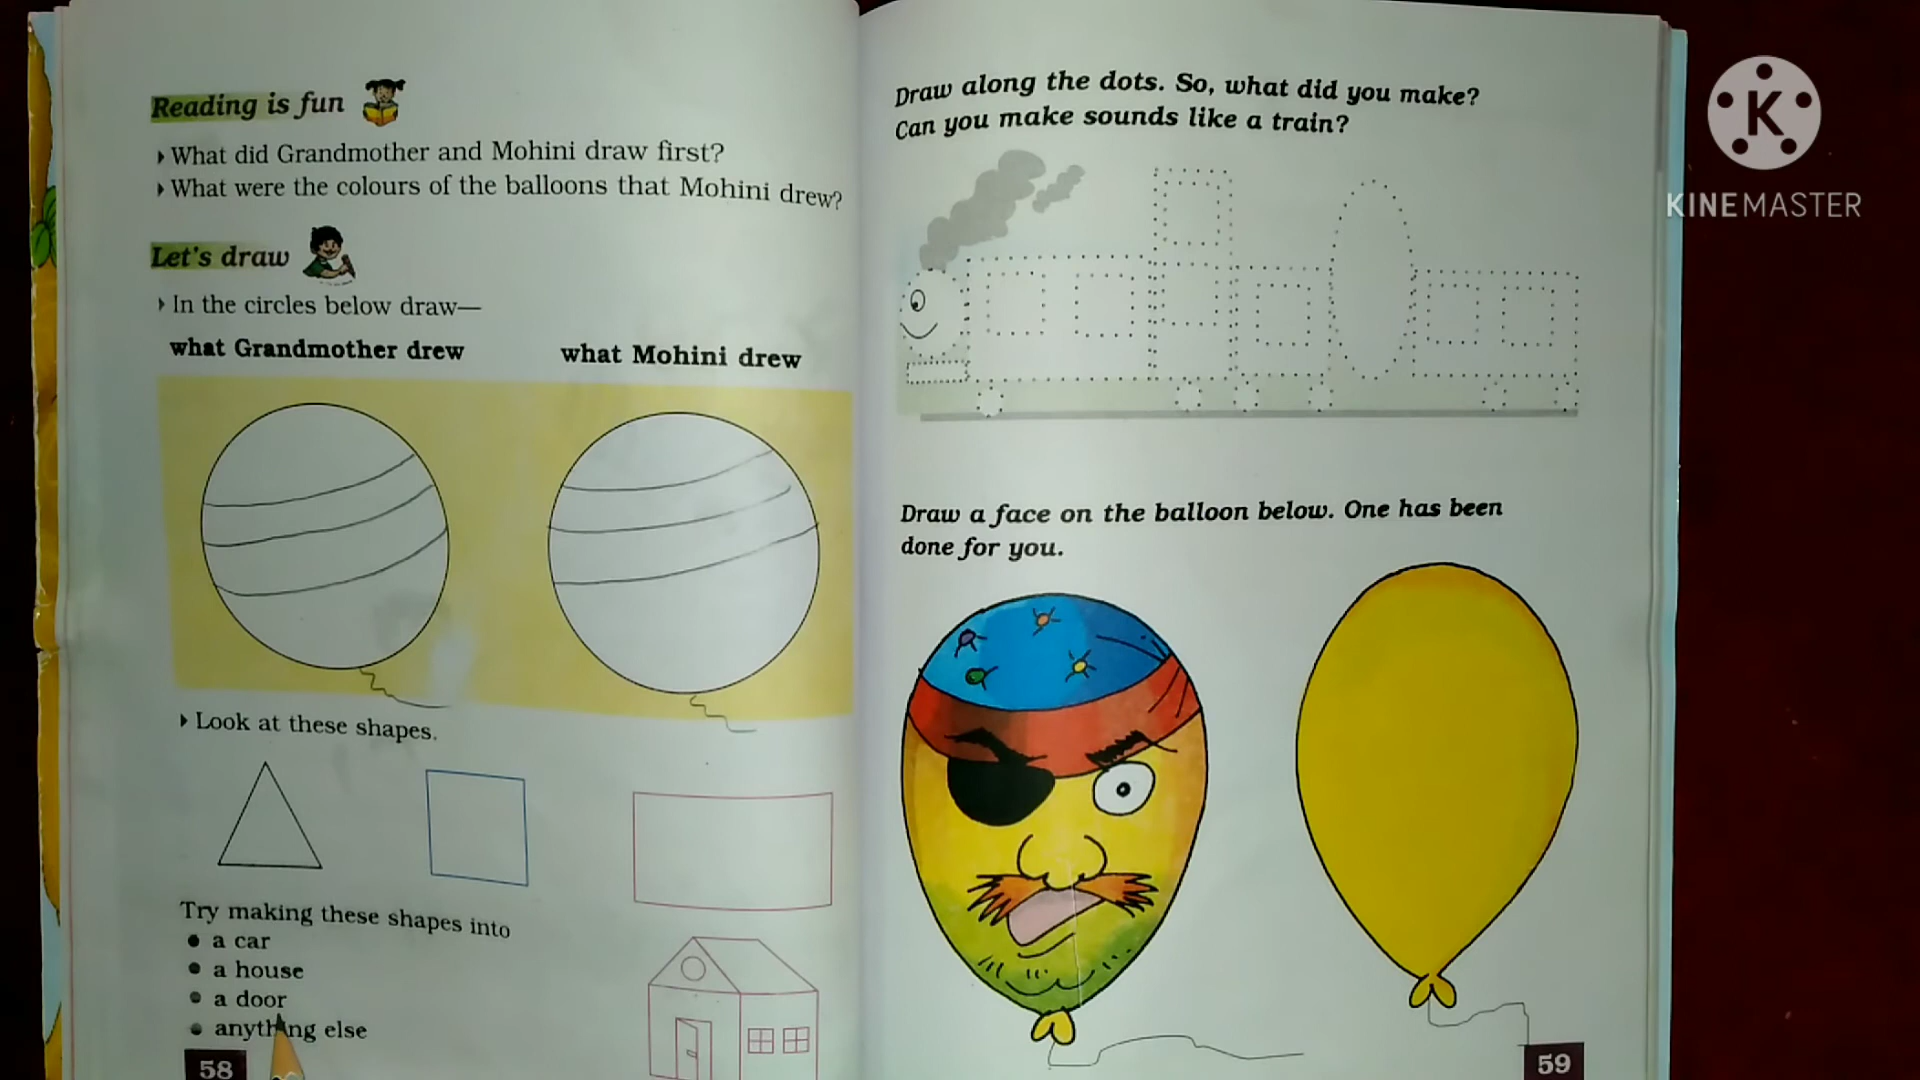 Reading is fun
What did Grandmother and Mohini draw first?
What were the colours of the balloons that Mohini drew?
Let's draw
In the circles below draw—
what Grandmother drew
what Mohini drew
Look at these shapes.
Try making these shapes into
a car
a house
a door
anything else
58
Draw along the dots. So, what did you make?
Can you make sounds like a train?
Draw a face on the balloon below. One has been
done for you.
59
K
KINEMASTER